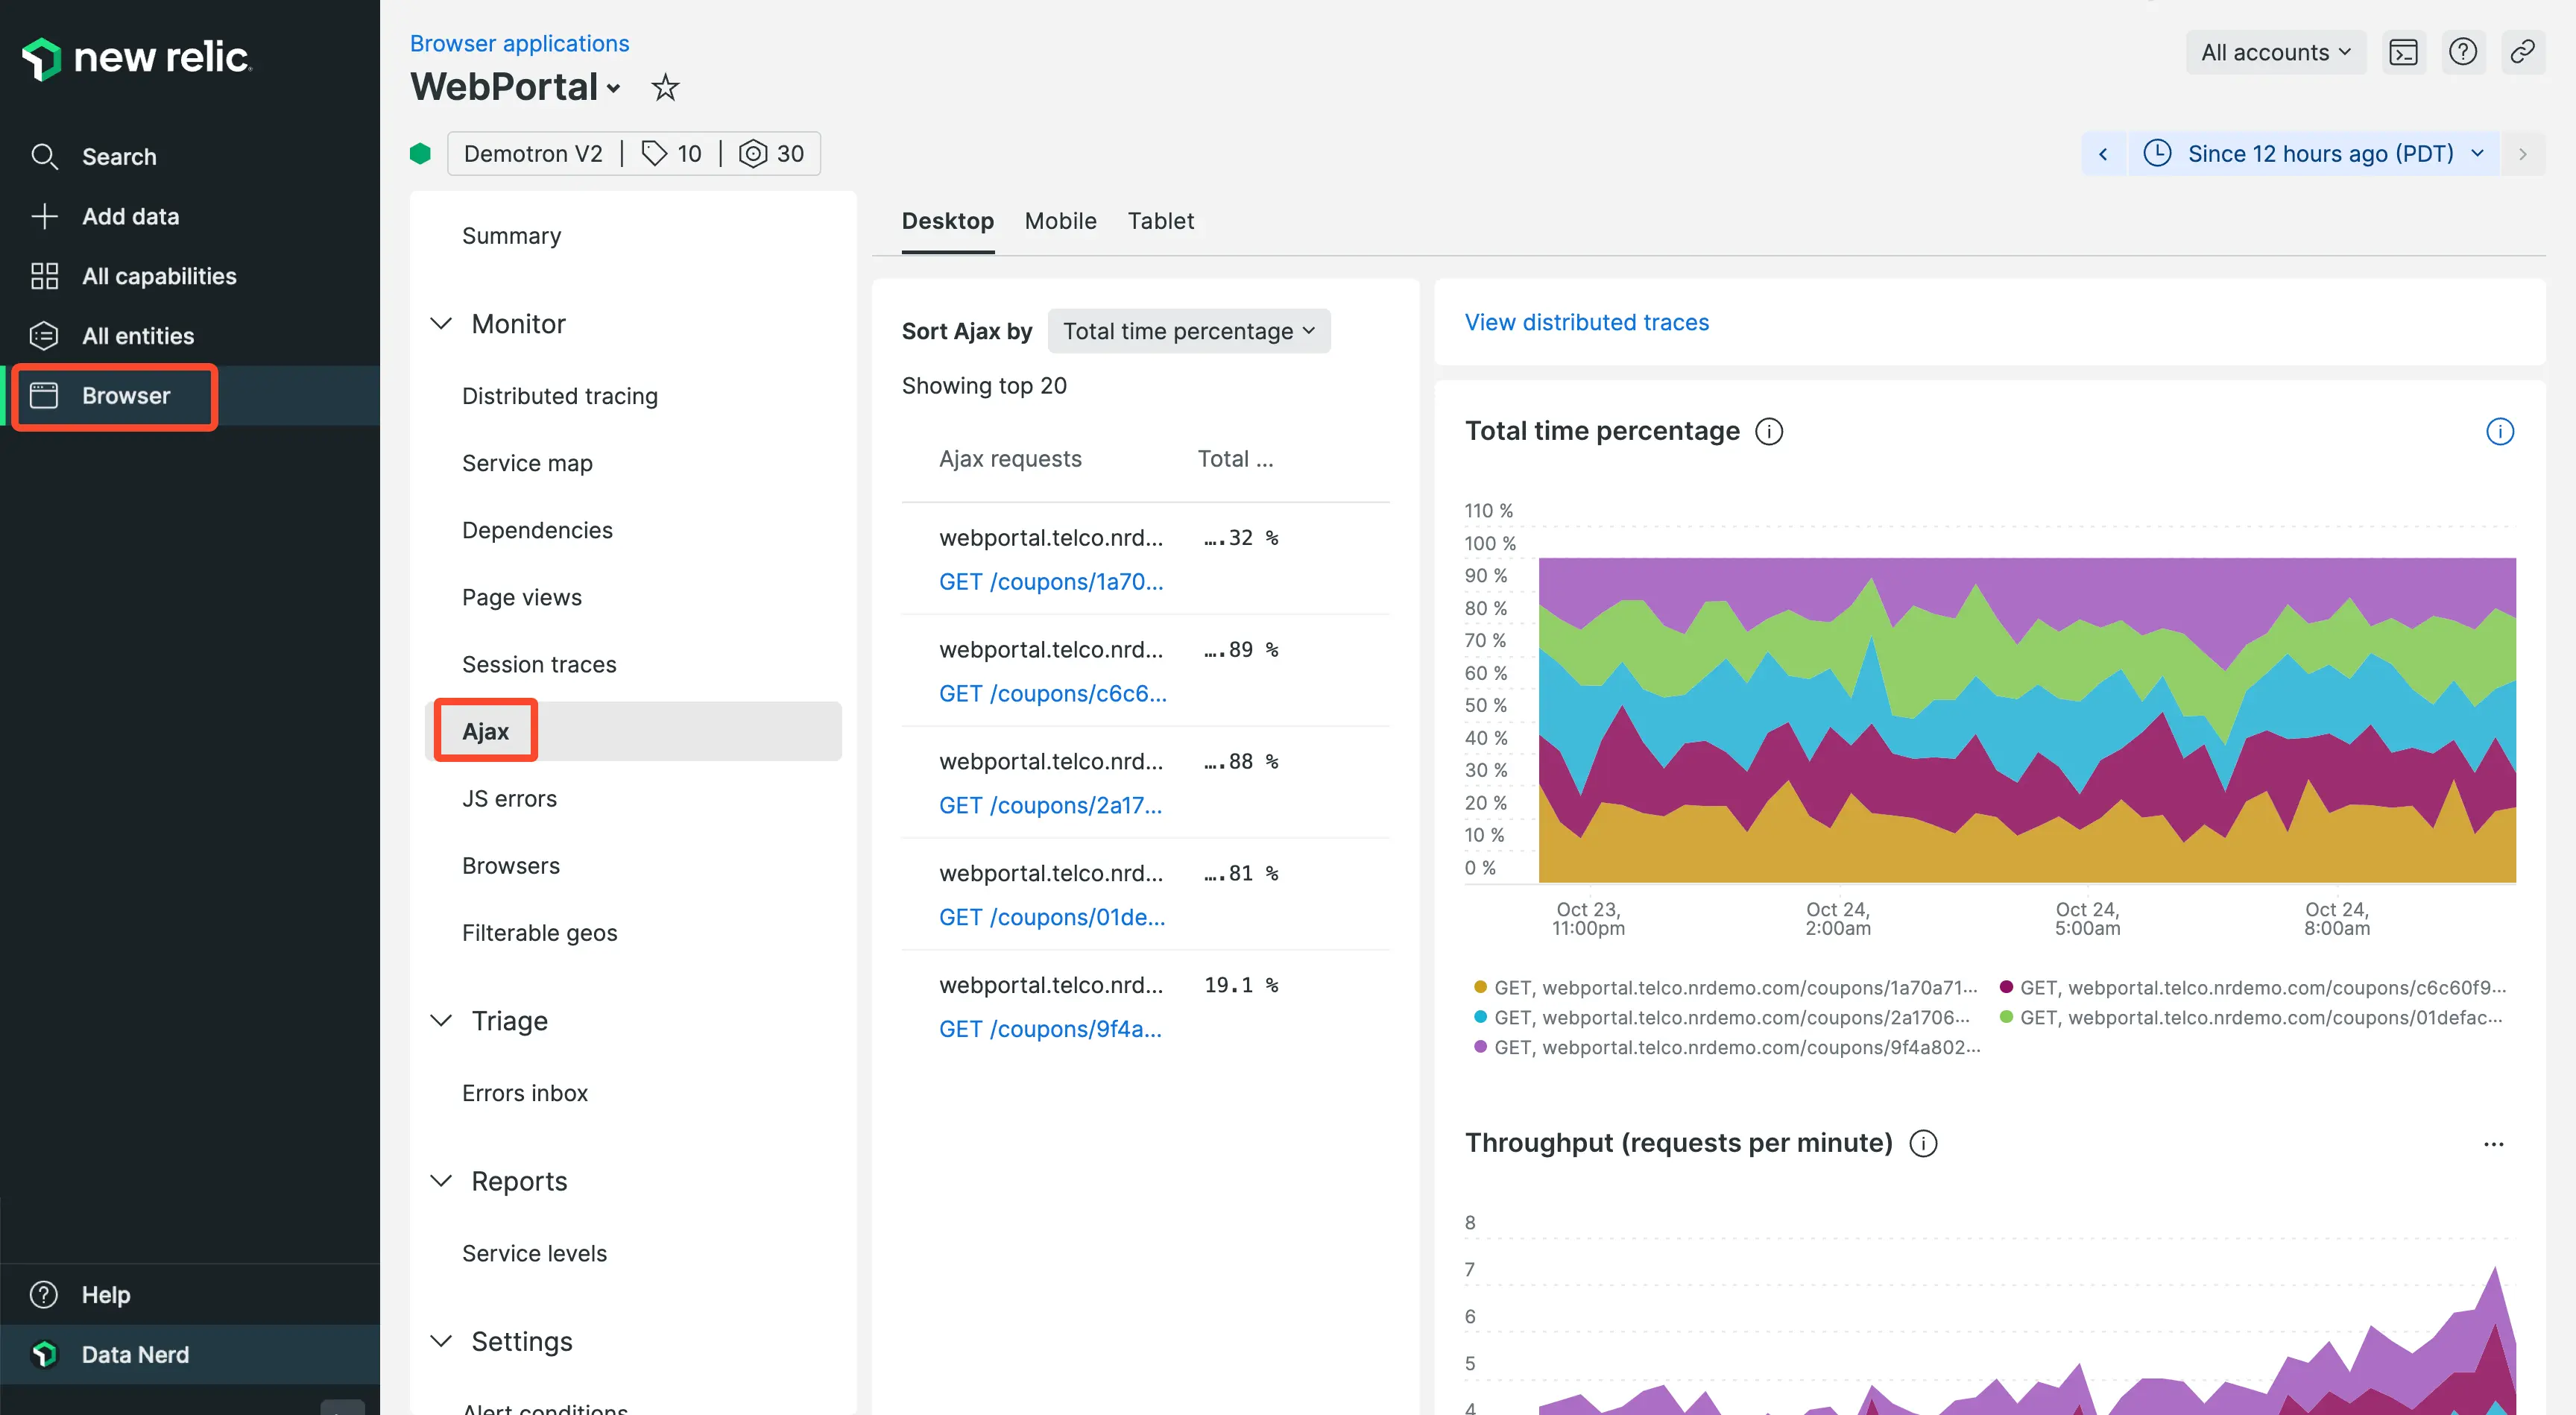 new relic
Search
Add data
All capabilities
All entities
Browser
Help
Data Nerd
Browser applications
WebPortal
All accounts
Demotron V2 | 10 | 30
Since 12 hours ago (PDT)
Summary
Monitor
Distributed tracing
Service map
Dependencies
Page views
Session traces
Ajax
JS errors
Browsers
Filterable geos
Triage
Errors inbox
Reports
Service levels
Settings
Alert conditions
Desktop Mobile Tablet
Sort Ajax by Total time percentage
Showing top 20
Ajax requests Total ...
webportal.telco.nrd... ….32 %
GET /coupons/1a70...
webportal.telco.nrd... ….89 %
GET /coupons/c6c6...
webportal.telco.nrd... ….88 %
GET /coupons/2a17...
webportal.telco.nrd... ….81 %
GET /coupons/01de...
webportal.telco.nrd... 19.1 %
GET /coupons/9f4a...
View distributed traces
Total time percentage
110 %
100 %
90 %
80 %
70 %
60 %
50 %
40 %
30 %
20 %
10 %
0 %
Oct 23, 11:00pm
Oct 24, 2:00am
Oct 24, 5:00am
Oct 24, 8:00am
GET, webportal.telco.nrdemo.com/coupons/1a70a71...
GET, webportal.telco.nrdemo.com/coupons/c6c60f9...
GET, webportal.telco.nrdemo.com/coupons/2a1706...
GET, webportal.telco.nrdemo.com/coupons/01defac...
GET, webportal.telco.nrdemo.com/coupons/9f4a802...
Throughput (requests per minute)
8
7
6
5
4